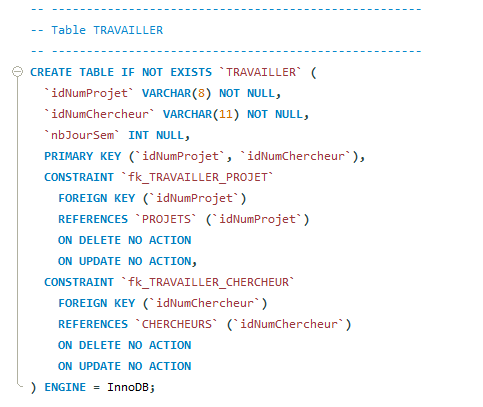 -- -----------------------------------------------------
-- Table TRAVAILLER
-- -----------------------------------------------------
CREATE TABLE IF NOT EXISTS `TRAVAILLER` (
`idNumProjet` VARCHAR(8) NOT NULL,
`idNumChercheur` VARCHAR(11) NOT NULL,
`nbJourSem` INT NULL,
PRIMARY KEY (`idNumProjet`, `idNumChercheur`),
CONSTRAINT `fk_TRAVAILLER_PROJET`
FOREIGN KEY (`idNumProjet`)
REFERENCES `PROJETS` (`idNumProjet`)
ON DELETE NO ACTION
ON UPDATE NO ACTION,
CONSTRAINT `fk_TRAVAILLER_CHERCHEUR`
FOREIGN KEY (`idNumChercheur`)
REFERENCES `CHERCHEURS` (`idNumChercheur`)
ON DELETE NO ACTION
ON UPDATE NO ACTION
) ENGINE = InnoDB;